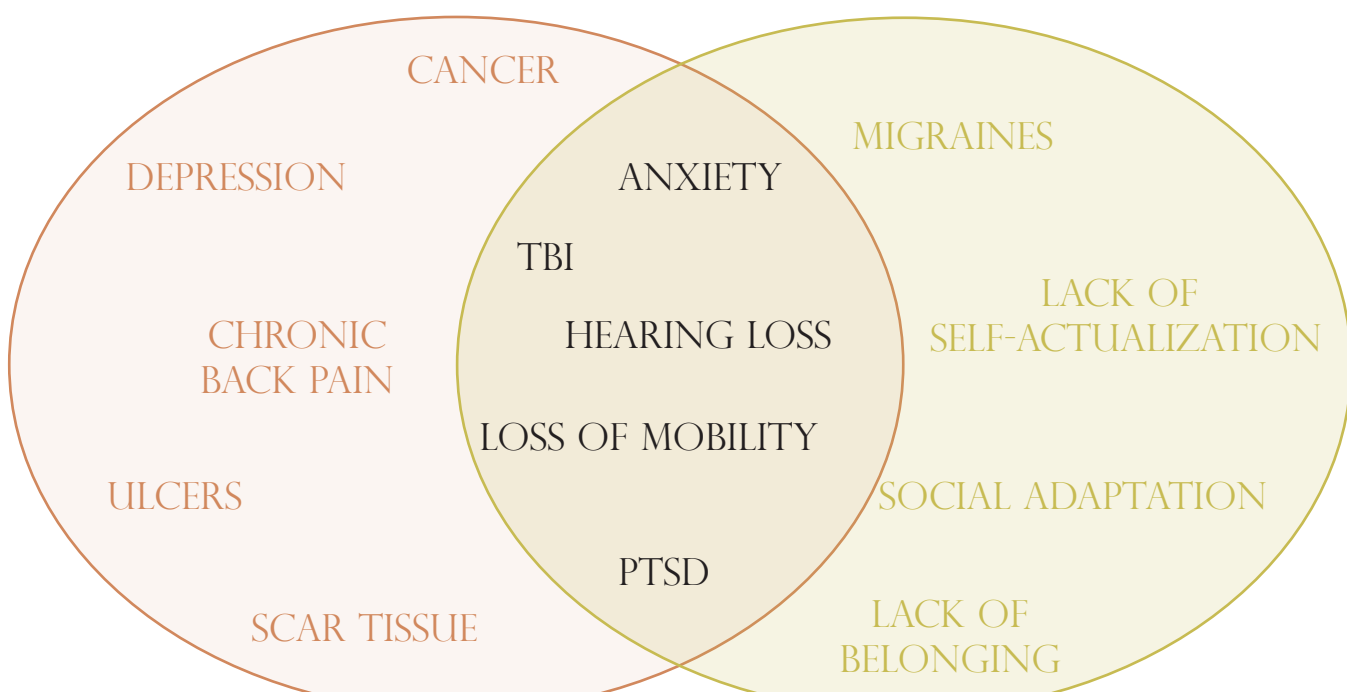 CANCER
DEPRESSION
CHRONIC
BACK PAIN
ULCERS
SCAR TISSUE
ANXIETY
TBI
HEARING LOSS
LOSS OF MOBILITY
PTSD
MIGRAINES
LACK OF
SELF-ACTUALIZATION
SOCIAL ADAPTATION
LACK OF
BELONGING